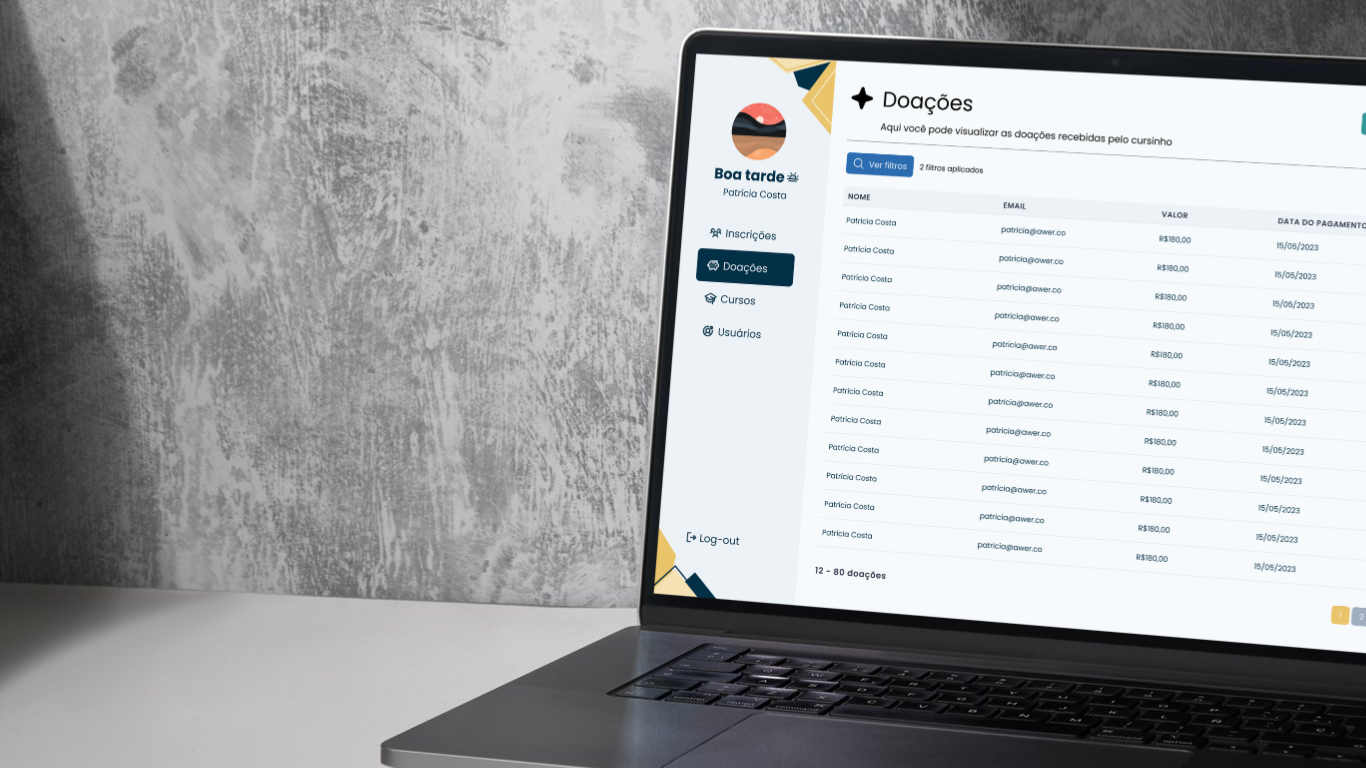 Boa tarde
Patrícia Costa
Inscrições
Doações
Cursos
Usuários
Log-out
Doações
Aqui você pode visualizar as doações recebidas pelo cursinho
Ver filtros 2 filtros aplicados
NOME EMAIL VALOR DATA DO PAGAMENTO
Patrícia Costa patricia@awer.co R$180,00 15/05/2023
Patrícia Costa patricia@awer.co R$180,00 15/05/2023
Patrícia Costa patricia@awer.co R$180,00 15/05/2023
Patrícia Costa patricia@awer.co R$180,00 15/05/2023
Patrícia Costa patricia@awer.co R$180,00 15/05/2023
Patrícia Costa patricia@awer.co R$180,00 15/05/2023
Patrícia Costa patricia@awer.co R$180,00 15/05/2023
Patrícia Costa patricia@awer.co R$180,00 15/05/2023
Patrícia Costa patricia@awer.co R$180,00 15/05/2023
Patrícia Costa patricia@awer.co R$180,00 15/05/2023
Patrícia Costa patricia@awer.co R$180,00 15/05/2023
Patrícia Costa patricia@awer.co R$180,00 15/05/2023
12 - 80 doações
1 2